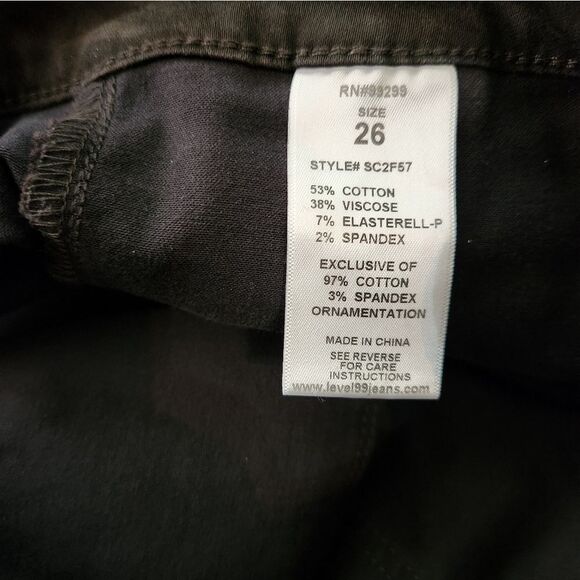 RN#99299
SIZE
26
STYLE# SC2F57
53% COTTON
38% VISCOSE
7% ELASTERELL-P
2% SPANDEX
EXCLUSIVE OF
97% COTTON
3% SPANDEX
ORNAMENTATION
MADE IN CHINA
SEE REVERSE
FOR CARE
INSTRUCTIONS
www.level99jeans.com